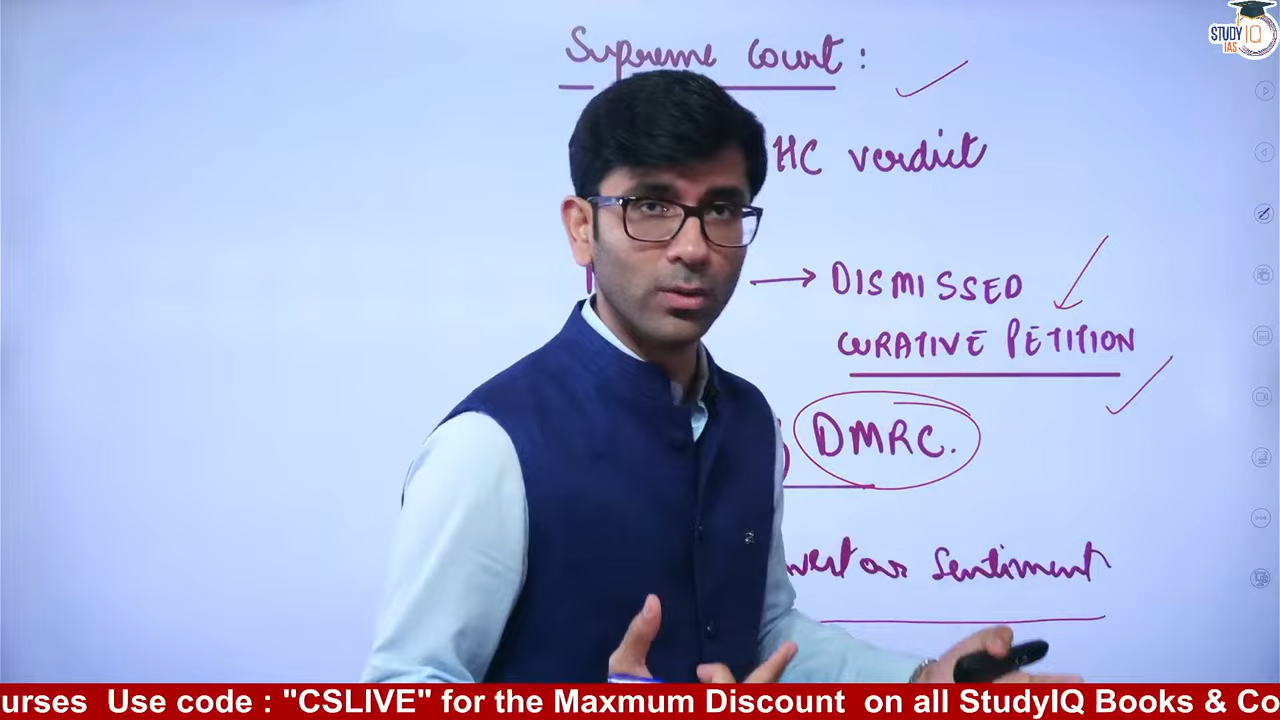 STUDY IQ
IAS
Supreme court :
HC verdict
→ DISMISSED
CURATIVE PETITION
DMRC.
Sentiment
urses Use code : "CSLIVE" for the Maxmum Discount on all StudyIQ Books & Co